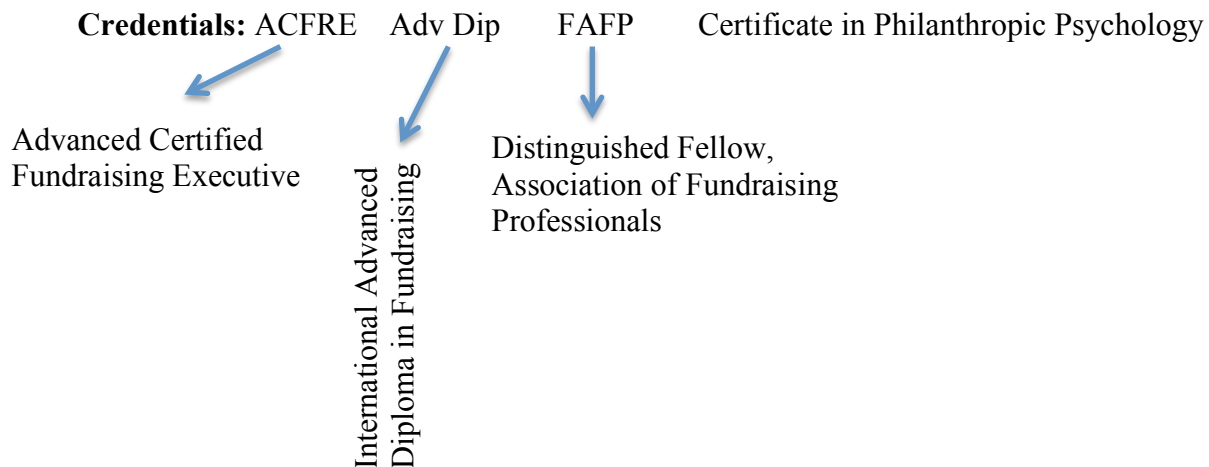 Credentials: ACFRE Adv Dip FAFP Certificate in Philanthropic Psychology
Advanced Certified
Fundraising Executive
International Advanced
Diploma in Fundraising
Distinguished Fellow,
Association of Fundraising
Professionals